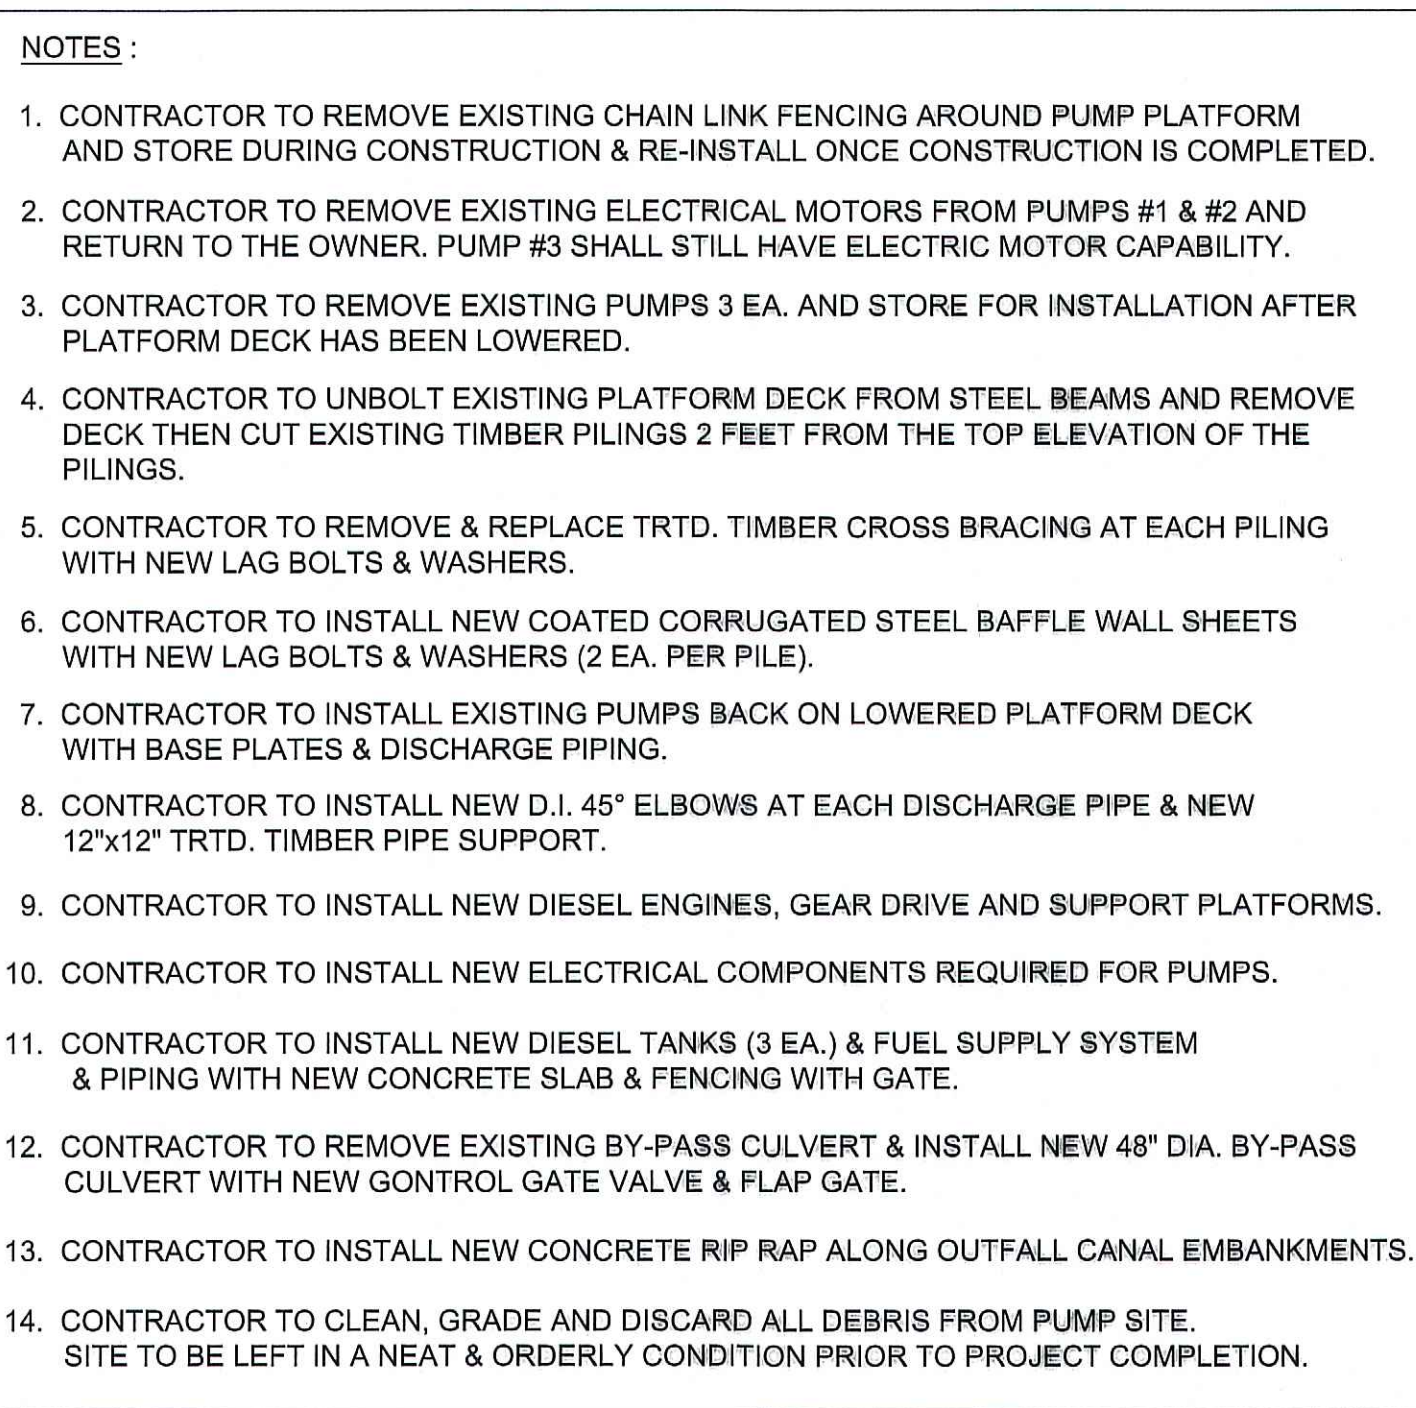 NOTES :
1. CONTRACTOR TO REMOVE EXISTING CHAIN LINK FENCING AROUND PUMP PLATFORM
AND STORE DURING CONSTRUCTION & RE-INSTALL ONCE CONSTRUCTION IS COMPLETED.
2. CONTRACTOR TO REMOVE EXISTING ELECTRICAL MOTORS FROM PUMPS #1 & #2 AND
RETURN TO THE OWNER. PUMP #3 SHALL STILL HAVE ELECTRIC MOTOR CAPABILITY.
3. CONTRACTOR TO REMOVE EXISTING PUMPS 3 EA. AND STORE FOR INSTALLATION AFTER
PLATFORM DECK HAS BEEN LOWERED.
4. CONTRACTOR TO UNBOLT EXISTING PLATFORM DECK FROM STEEL BEAMS AND REMOVE
DECK THEN CUT EXISTING TIMBER PILINGS 2 FEET FROM THE TOP ELEVATION OF THE
PILINGS.
5. CONTRACTOR TO REMOVE & REPLACE TRTD. TIMBER CROSS BRACING AT EACH PILING
WITH NEW LAG BOLTS & WASHERS.
6. CONTRACTOR TO INSTALL NEW COATED CORRUGATED STEEL BAFFLE WALL SHEETS
WITH NEW LAG BOLTS & WASHERS (2 EA. PER PILE).
7. CONTRACTOR TO INSTALL EXISTING PUMPS BACK ON LOWERED PLATFORM DECK
WITH BASE PLATES & DISCHARGE PIPING.
8. CONTRACTOR TO INSTALL NEW D.I. 45° ELBOWS AT EACH DISCHARGE PIPE & NEW
12"x12" TRTD. TIMBER PIPE SUPPORT.
9. CONTRACTOR TO INSTALL NEW DIESEL ENGINES, GEAR DRIVE AND SUPPORT PLATFORMS.
10. CONTRACTOR TO INSTALL NEW ELECTRICAL COMPONENTS REQUIRED FOR PUMPS.
11. CONTRACTOR TO INSTALL NEW DIESEL TANKS (3 EA.) & FUEL SUPPLY SYSTEM
& PIPING WITH NEW CONCRETE SLAB & FENCING WITH GATE.
12. CONTRACTOR TO REMOVE EXISTING BY-PASS CULVERT & INSTALL NEW 48" DIA. BY-PASS
CULVERT WITH NEW GONTROL GATE VALVE & FLAP GATE.
13. CONTRACTOR TO INSTALL NEW CONCRETE RIP RAP ALONG OUTFALL CANAL EMBANKMENTS.
14. CONTRACTOR TO CLEAN, GRADE AND DISCARD ALL DEBRIS FROM PUMP SITE.
SITE TO BE LEFT IN A NEAT & ORDERLY CONDITION PRIOR TO PROJECT COMPLETION.